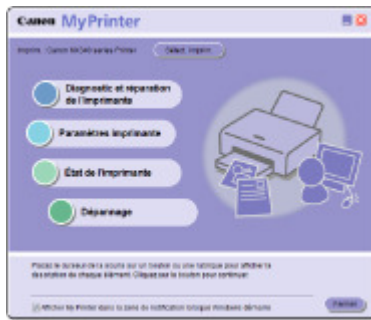 Canon My Printer
Imprim.: Canon series Printer Select. imprim.
Diagnostic et réparation
de l'imprimante
Paramètres imprimante
État de l'imprimante
Dépannage
Placez le curseur de la souris sur un bouton ou une rubrique pour afficher la
description de chaque élément. Cliquez sur le bouton pour continuer.
Afficher My Printer dans la zone de notification lorsque Windows démarre
Fermer